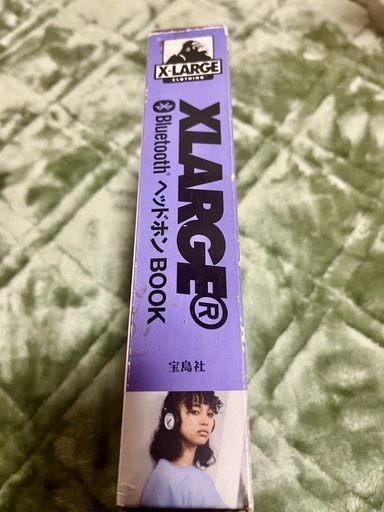 X-LARGE
CLOTHING
XLARGE®
Bluetooth® ヘッドホン BOOK
宝島社